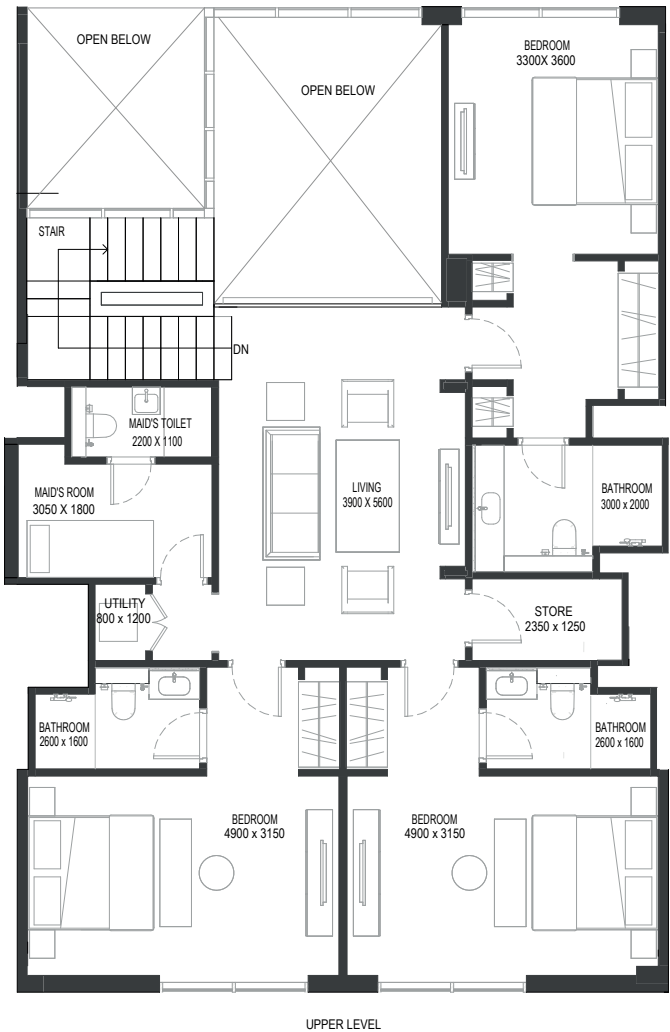 OPEN BELOW
OPEN BELOW
BEDROOM
3300X 3600
STAIR
DN
MAID'S TOILET
2200 X 1100
MAID'S ROOM
3050 X 1800
LIVING
3900 X 5600
BATHROOM
3000 x 2000
UTILITY
800 x 1200
STORE
2350 x 1250
BATHROOM
2600 x 1600
BATHROOM
2600 x 1600
BEDROOM
4900 x 3150
BEDROOM
4900 x 3150
UPPER LEVEL